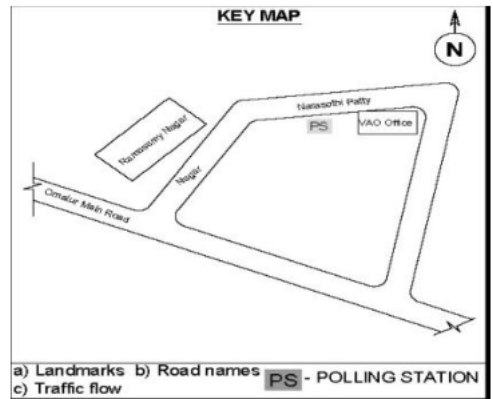 KEY MAP
N
Narasothi Patty
PS
VAO Office
Ramasamy Nagar
Nagar
Omalur Main Road
a) Landmarks b) Road names
c) Traffic flow
PS - POLLING STATION